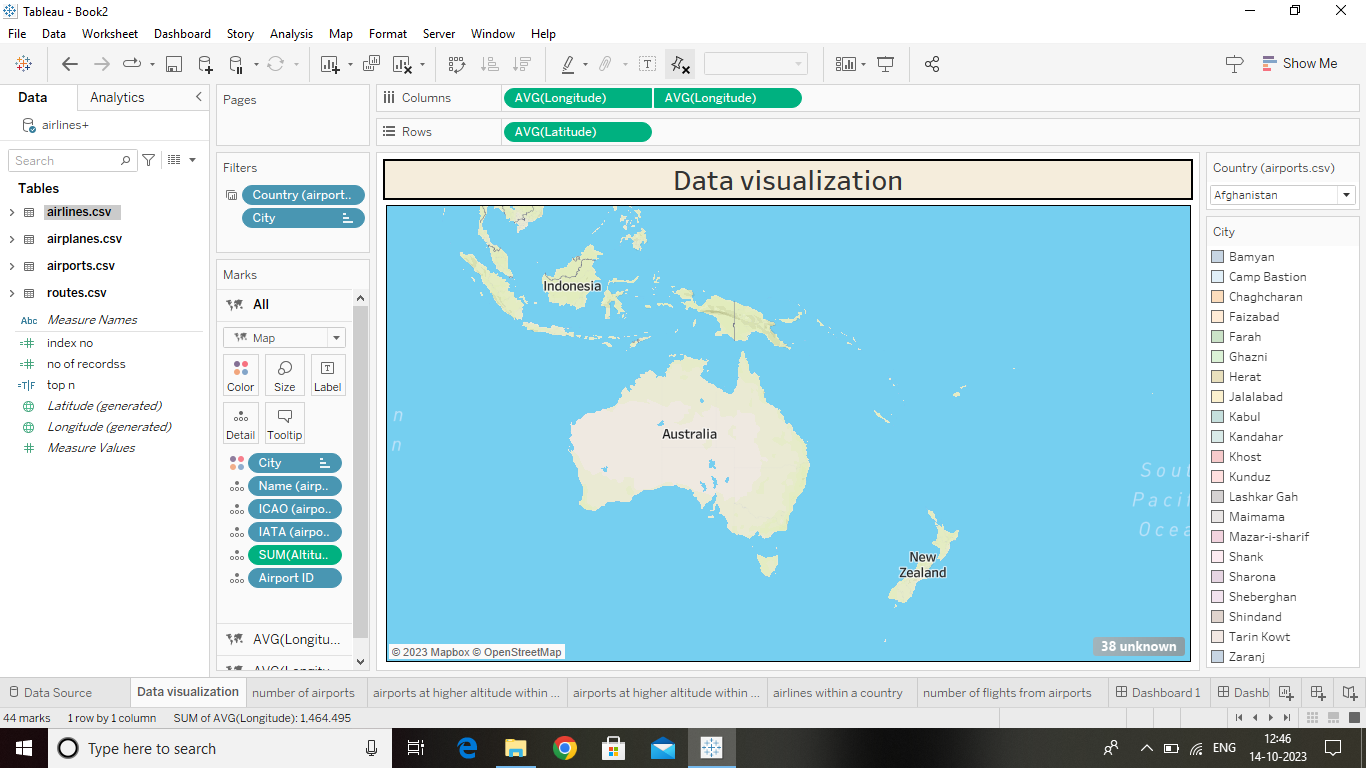 Tableau - Book2
File Data Worksheet Dashboard Story Analysis Map Format Server Window Help
Show Me
Data Analytics
airlines+
Search
Tables
airlines.csv
airplanes.csv
airports.csv
routes.csv
Abc Measure Names
index no
no of recordss
T|F top n
Latitude (generated)
Longitude (generated)
Measure Values
Pages
Filters
Country (airport..
City
Marks
All
Map
Color Size Label
Detail Tooltip
City
Name (airp..
ICAO (airpo..
IATA (airpo..
SUM(Altitu..
Airport ID
AVG(Longitu...
Columns AVG(Longitude) AVG(Longitude)
Rows AVG(Latitude)
Data visualization
Indonesia
Australia
New
Zealand
n
n
Sout
Pacif
Ocea
© 2023 Mapbox © OpenStreetMap
38 unknown
Country (airports.csv)
Afghanistan
City
Bamyan
Camp Bastion
Chaghcharan
Faizabad
Farah
Ghazni
Herat
Jalalabad
Kabul
Kandahar
Khost
Kunduz
Lashkar Gah
Maimama
Mazar-i-sharif
Shank
Sharona
Sheberghan
Shindand
Tarin Kowt
Zaranj
Data Source Data visualization number of airports airports at higher altitude within ... airports at higher altitude within ... airlines within a country number of flights from airports Dashboard 1 Dashb
44 marks 1 row by 1 column SUM of AVG(Longitude): 1,464.495
Type here to search
ENG
12:46
14-10-2023